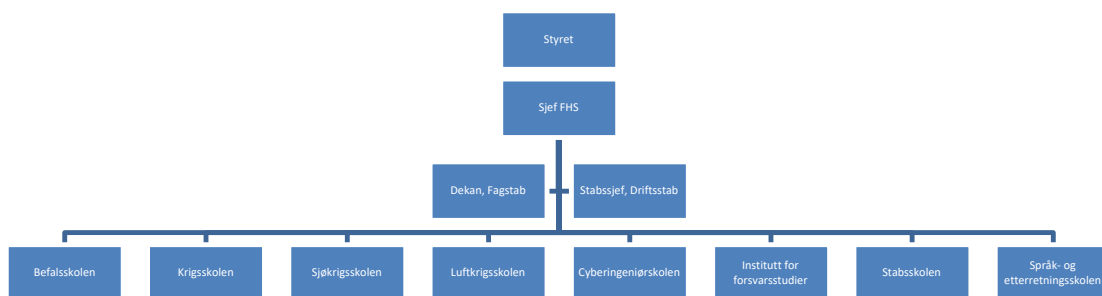 Styret
Sjef FHS
Dekan, Fagstab
Stabssjef, Driftsstab
Befalsskolen
Krigsskolen
Sjøkrigsskolen
Luftkrigsskolen
Cyberingeniørskolen
Institutt for
forsvarsstudier
Stabsskolen
Språk- og
etterretningsskolen